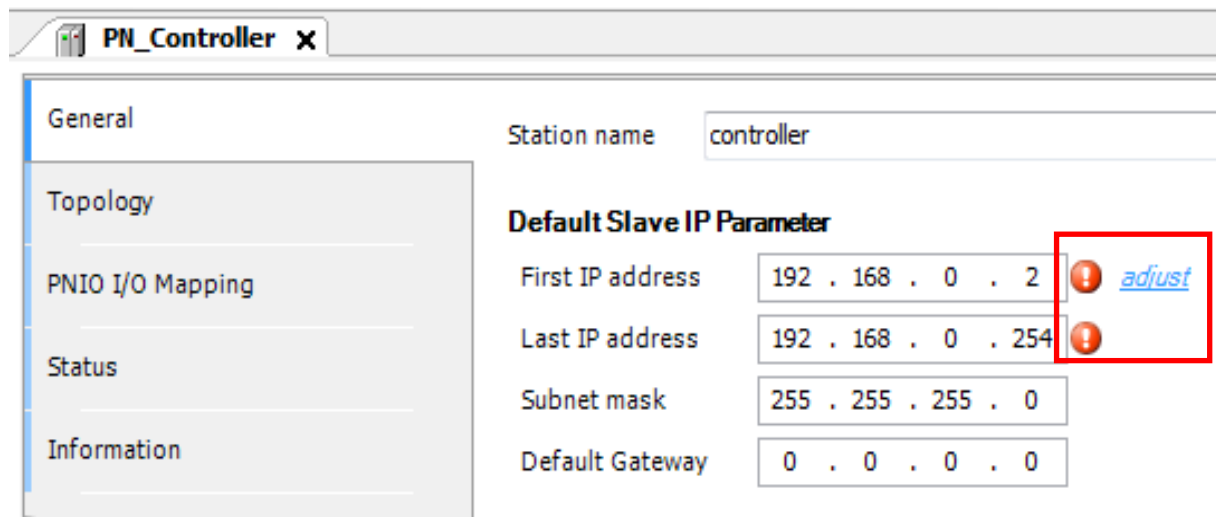 PN_Controller x
General
Topology
PNIO I/O Mapping
Status
Information
Station name controller
Default Slave IP Parameter
First IP address 192 . 168 . 0 . 2 ! adjust
Last IP address 192 . 168 . 0 . 254 !
Subnet mask 255 . 255 . 255 . 0
Default Gateway 0 . 0 . 0 . 0